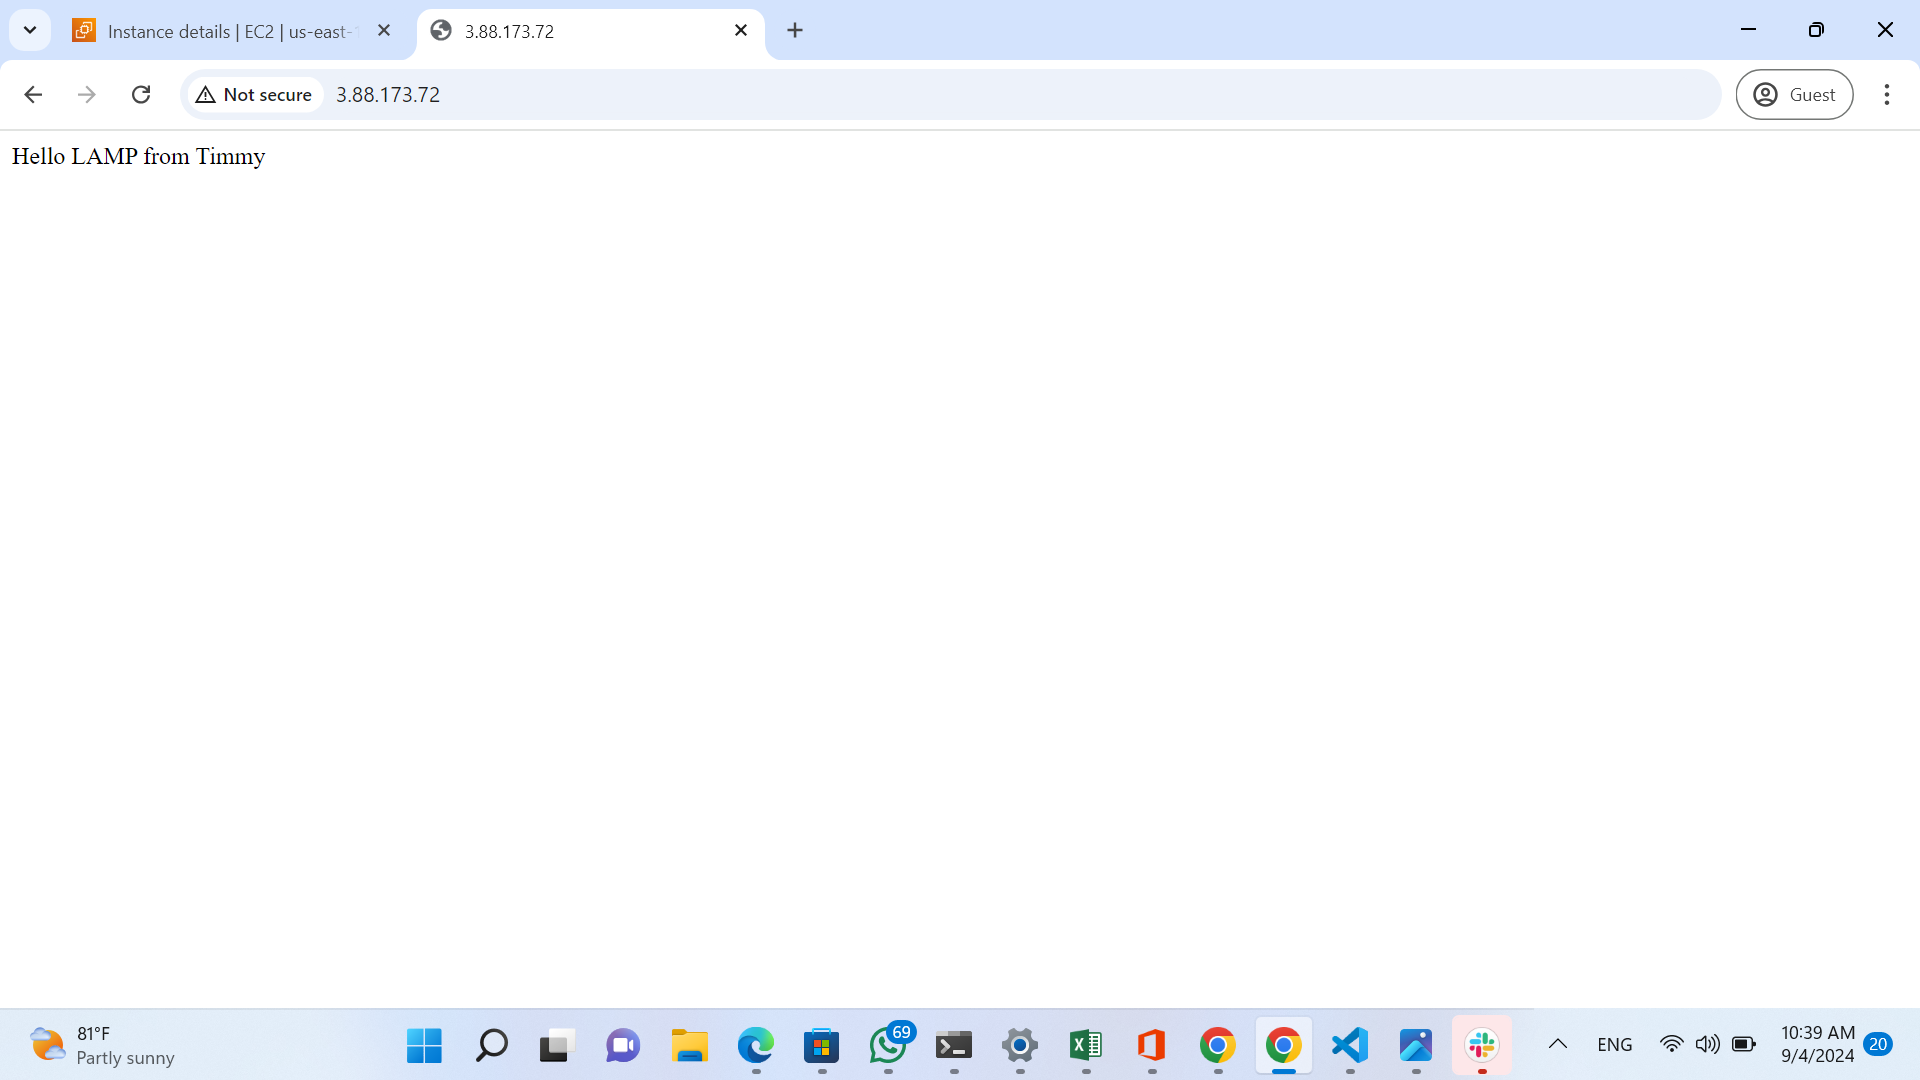 Instance details | EC2 | us-east-1
3.88.173.72
Not secure
3.88.173.72
Guest
Hello LAMP from Timmy
81°F
Partly sunny
69
ENG
10:39 AM
9/4/2024
20